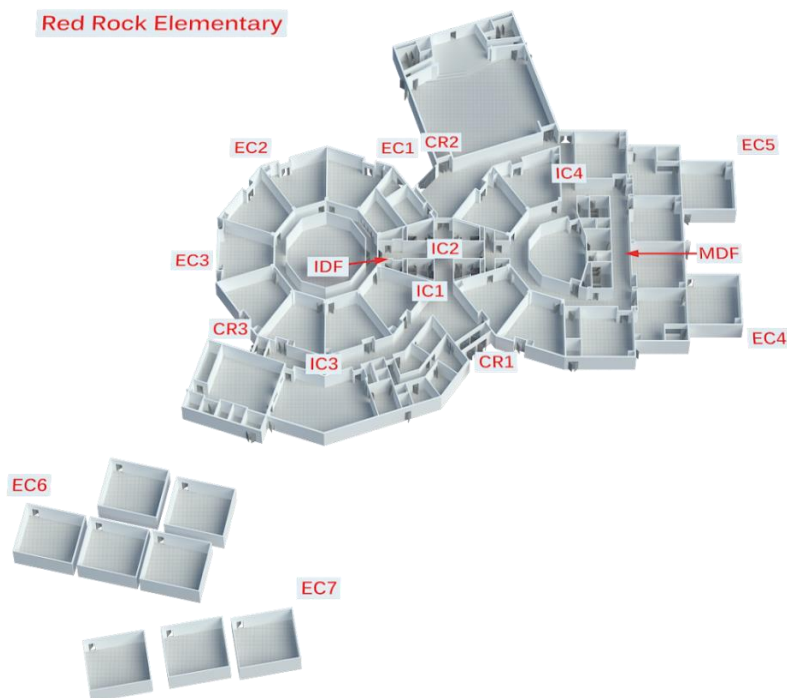 Red Rock Elementary
CR2
EC2
EC1
EC5
IC4
IC2
EC3
IDF
MDF
IC1
CR3
IC3
CR1
EC4
EC6
EC7